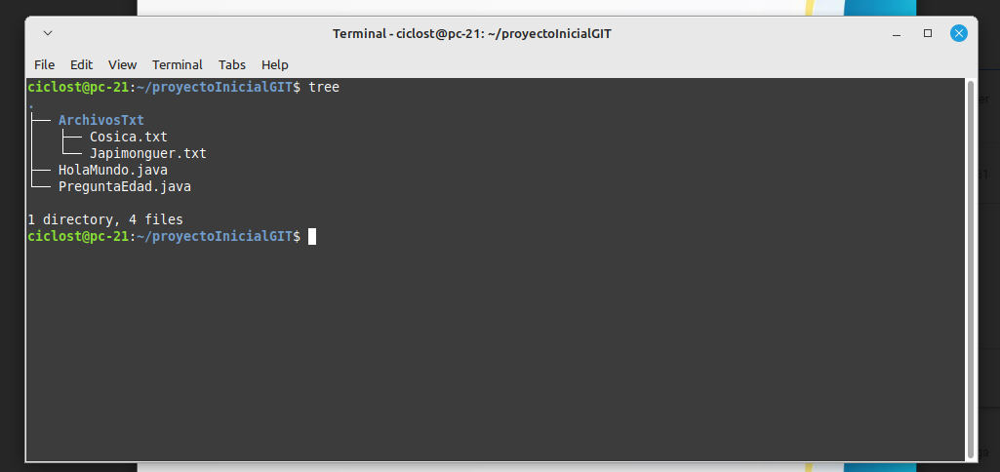 Terminal - ciclost@pc-21: ~/proyectoInicialGIT
File Edit View Terminal Tabs Help
ciclost@pc-21:~/proyectoInicialGIT$ tree
.
├── ArchivosTxt
│   ├── Cosica.txt
│   └── Japimonguer.txt
├── HolaMundo.java
└── PreguntaEdad.java
1 directory, 4 files
ciclost@pc-21:~/proyectoInicialGIT$